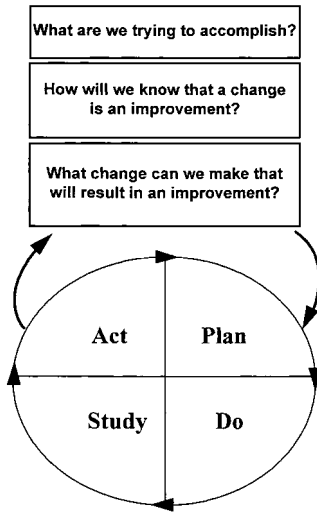 What are we trying to accomplish?
How will we know that a change
is an improvement?
What change can we make that
will result in an improvement?
Act Plan
Study Do